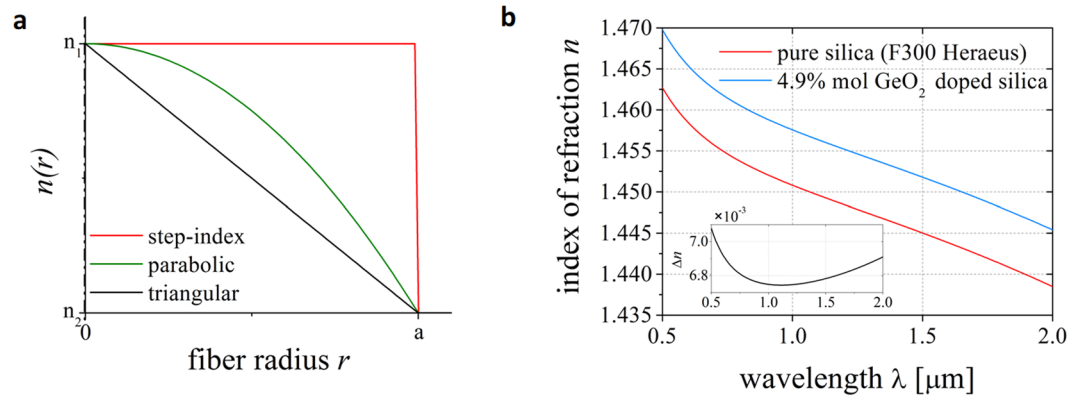 a
n₁
n(r)
step-index
parabolic
triangular
n₂
0
a
fiber radius r
b
index of refraction n
1.470
1.465
1.460
1.455
1.450
1.445
1.440
1.435
pure silica (F300 Heraeus)
4.9% mol GeO₂ doped silica
×10⁻³
7.0
Δn
6.8
0.5 1.0 1.5 2.0
0.5 1.0 1.5 2.0
wavelength λ [μm]